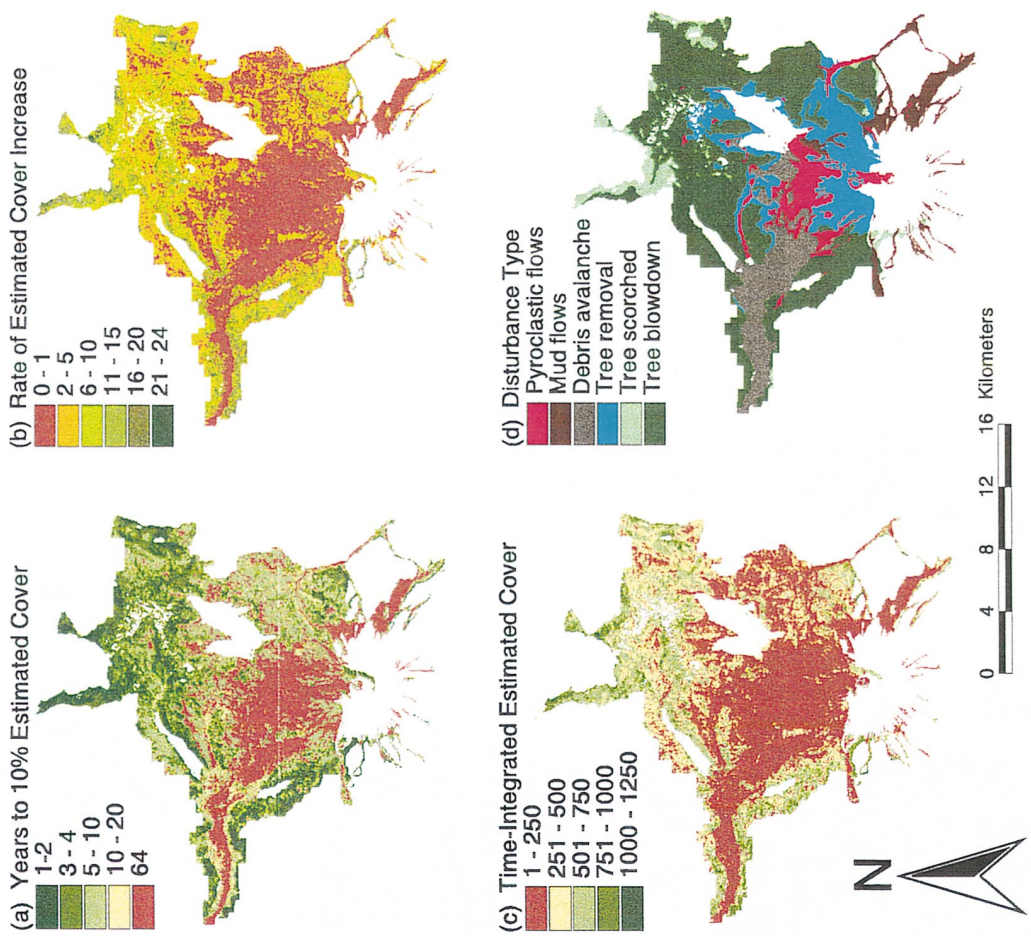 (a) Years to 10% Estimated Cover
1-2
3 - 4
5 - 10
10 - 20
64
(b) Rate of Estimated Cover Increase
0 - 1
2 - 5
6 - 10
11 - 15
16 - 20
21 - 24
(c) Time-Integrated Estimated Cover
1 - 250
251 - 500
501 - 750
751 - 1000
1000 - 1250
(d) Disturbance Type
Pyroclastic flows
Mud flows
Debris avalanche
Tree removal
Tree scorched
Tree blowdown
N
0 4 8 12 16 Kilometers